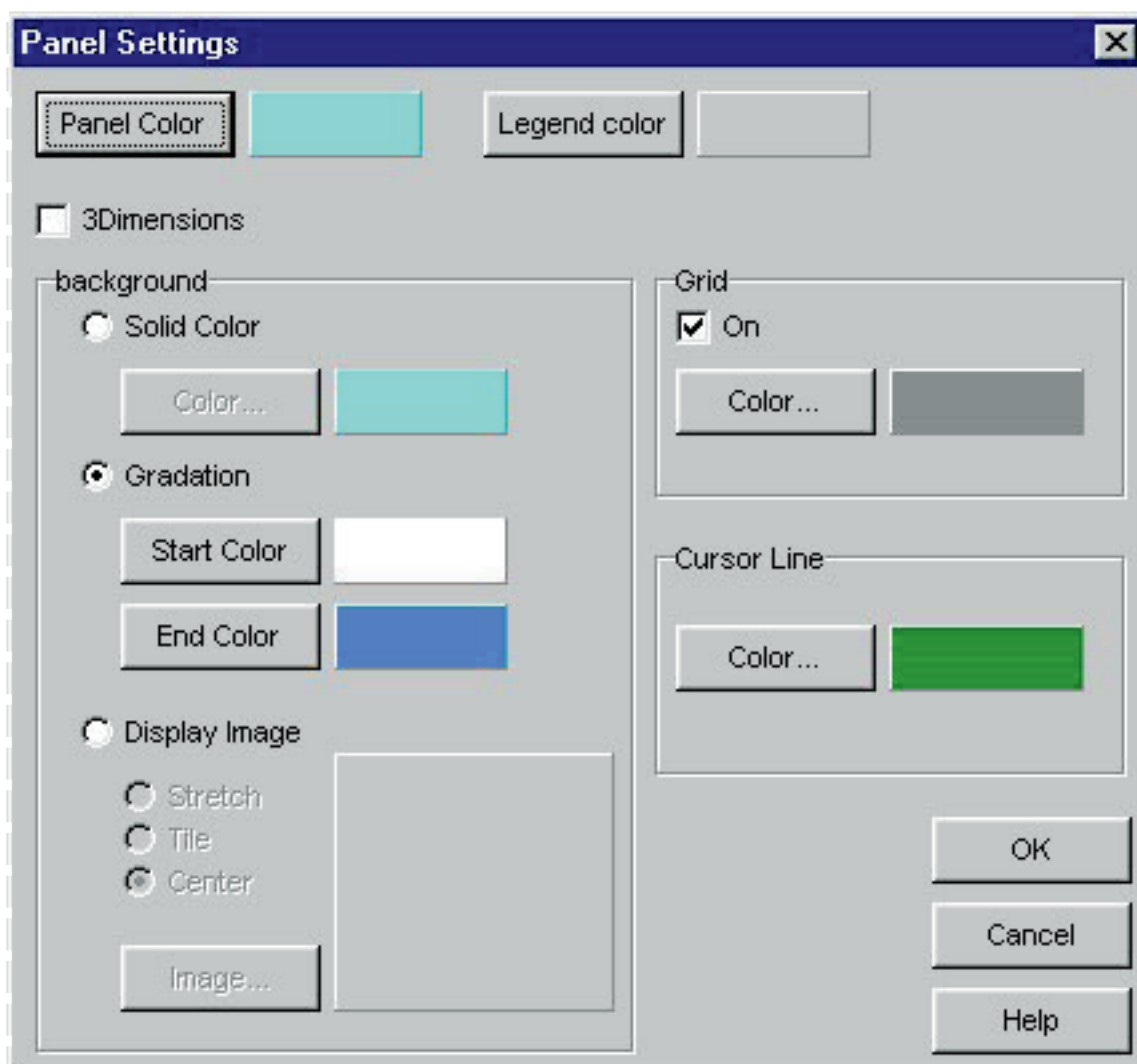 Panel Settings
Panel Color
Legend color
3Dimensions
background
Solid Color
Color...
Gradation
Start Color
End Color
Display Image
Stretch
Tile
Center
Image...
Grid
On
Color...
Cursor Line
Color...
OK
Cancel
Help